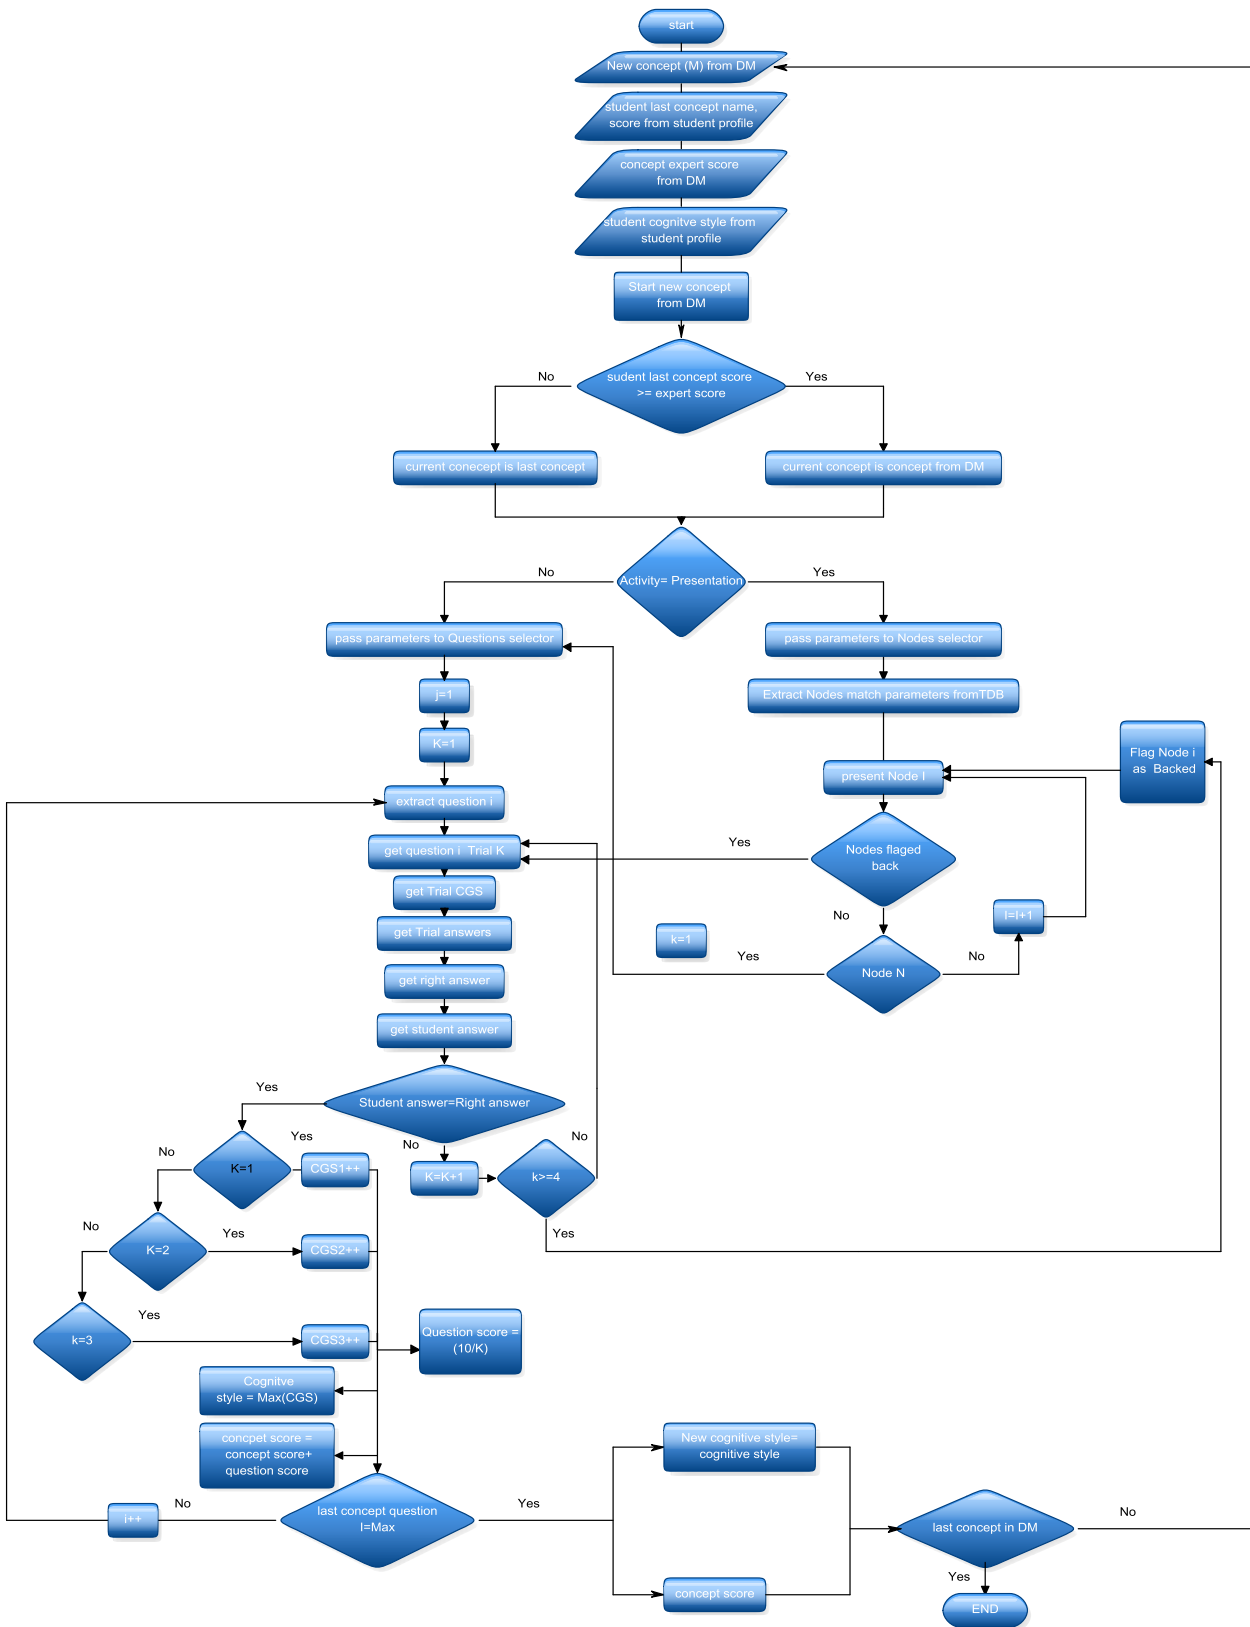 start
New concept (M) from DM
student last concept name,
score from student profile
concept expert score
from DM
student cognitve style from
student profile
Start new concept
from DM
sudent last concept score
>= expert score
No
Yes
current conecept is last concept
current concept is concept from DM
Activity= Presentation
No
Yes
pass parameters to Questions selector
pass parameters to Nodes selector
j=1
Extract Nodes match parameters fromTDB
K=1
Flag Node i
as Backed
present Node I
extract question i
get question i Trial K
Yes
Nodes flaged
back
get Trial CGS
No
I=I+1
get Trial answers
k=1
Yes
Node N
No
get right answer
get student answer
Yes
Student answer=Right answer
No
No
Yes
No
K=1
CGS1++
K=K+1
k>=4
Yes
No
K=2
Yes
CGS2++
k=3
Yes
CGS3++
Question score =
(10/K)
Cognitve
style = Max(CGS)
concpet score =
concept score+
question score
New cognitive style=
cognitive style
i++
No
last concept question
I=Max
Yes
last concept in DM
No
Yes
concept score
END